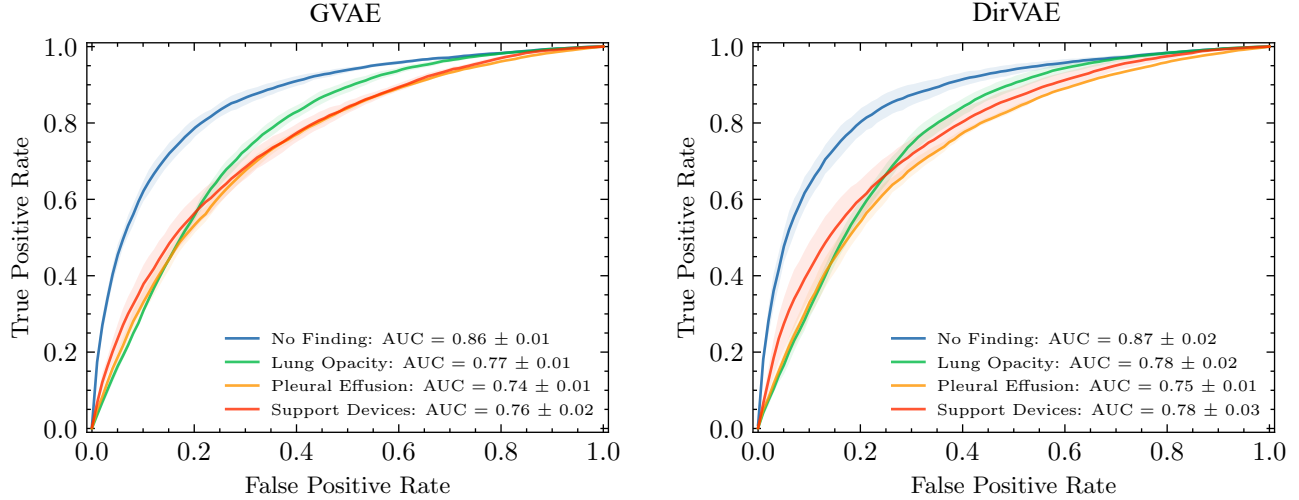 GVAE
1.0
0.8
0.6
0.4
0.2
0.0
True Positive Rate
No Finding: AUC = 0.86 ± 0.01
Lung Opacity: AUC = 0.77 ± 0.01
Pleural Effusion: AUC = 0.74 ± 0.01
Support Devices: AUC = 0.76 ± 0.02
0.0 0.2 0.4 0.6 0.8 1.0
False Positive Rate
DirVAE
1.0
0.8
0.6
0.4
0.2
0.0
True Positive Rate
No Finding: AUC = 0.87 ± 0.02
Lung Opacity: AUC = 0.78 ± 0.02
Pleural Effusion: AUC = 0.75 ± 0.01
Support Devices: AUC = 0.78 ± 0.03
0.0 0.2 0.4 0.6 0.8 1.0
False Positive Rate